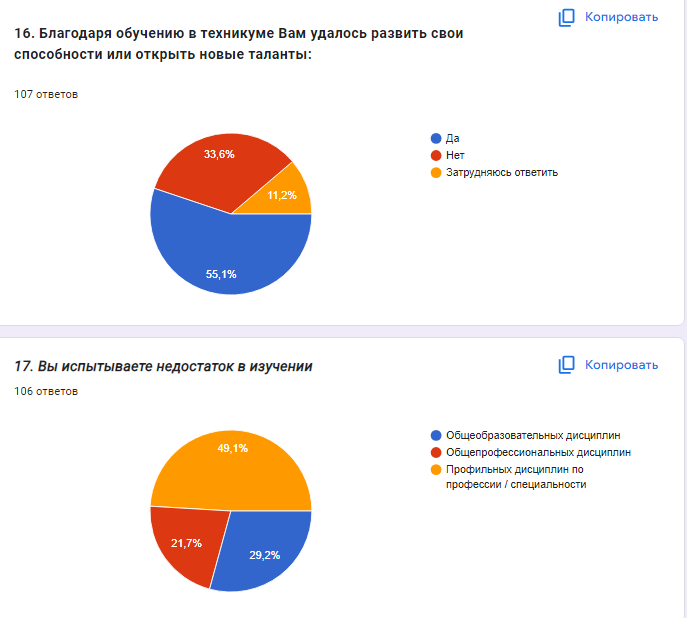 Копировать
16. Благодаря обучению в техникуме Вам удалось развить свои
способности или открыть новые таланты:
107 ответов
33,6%
11,2%
55,1%
Да
Нет
Затрудняюсь ответить
Копировать
17. Вы испытываете недостаток в изучении
106 ответов
49,1%
21,7%
29,2%
Общеобразовательных дисциплин
Общепрофессиональных дисциплин
Профильных дисциплин по
профессии / специальности